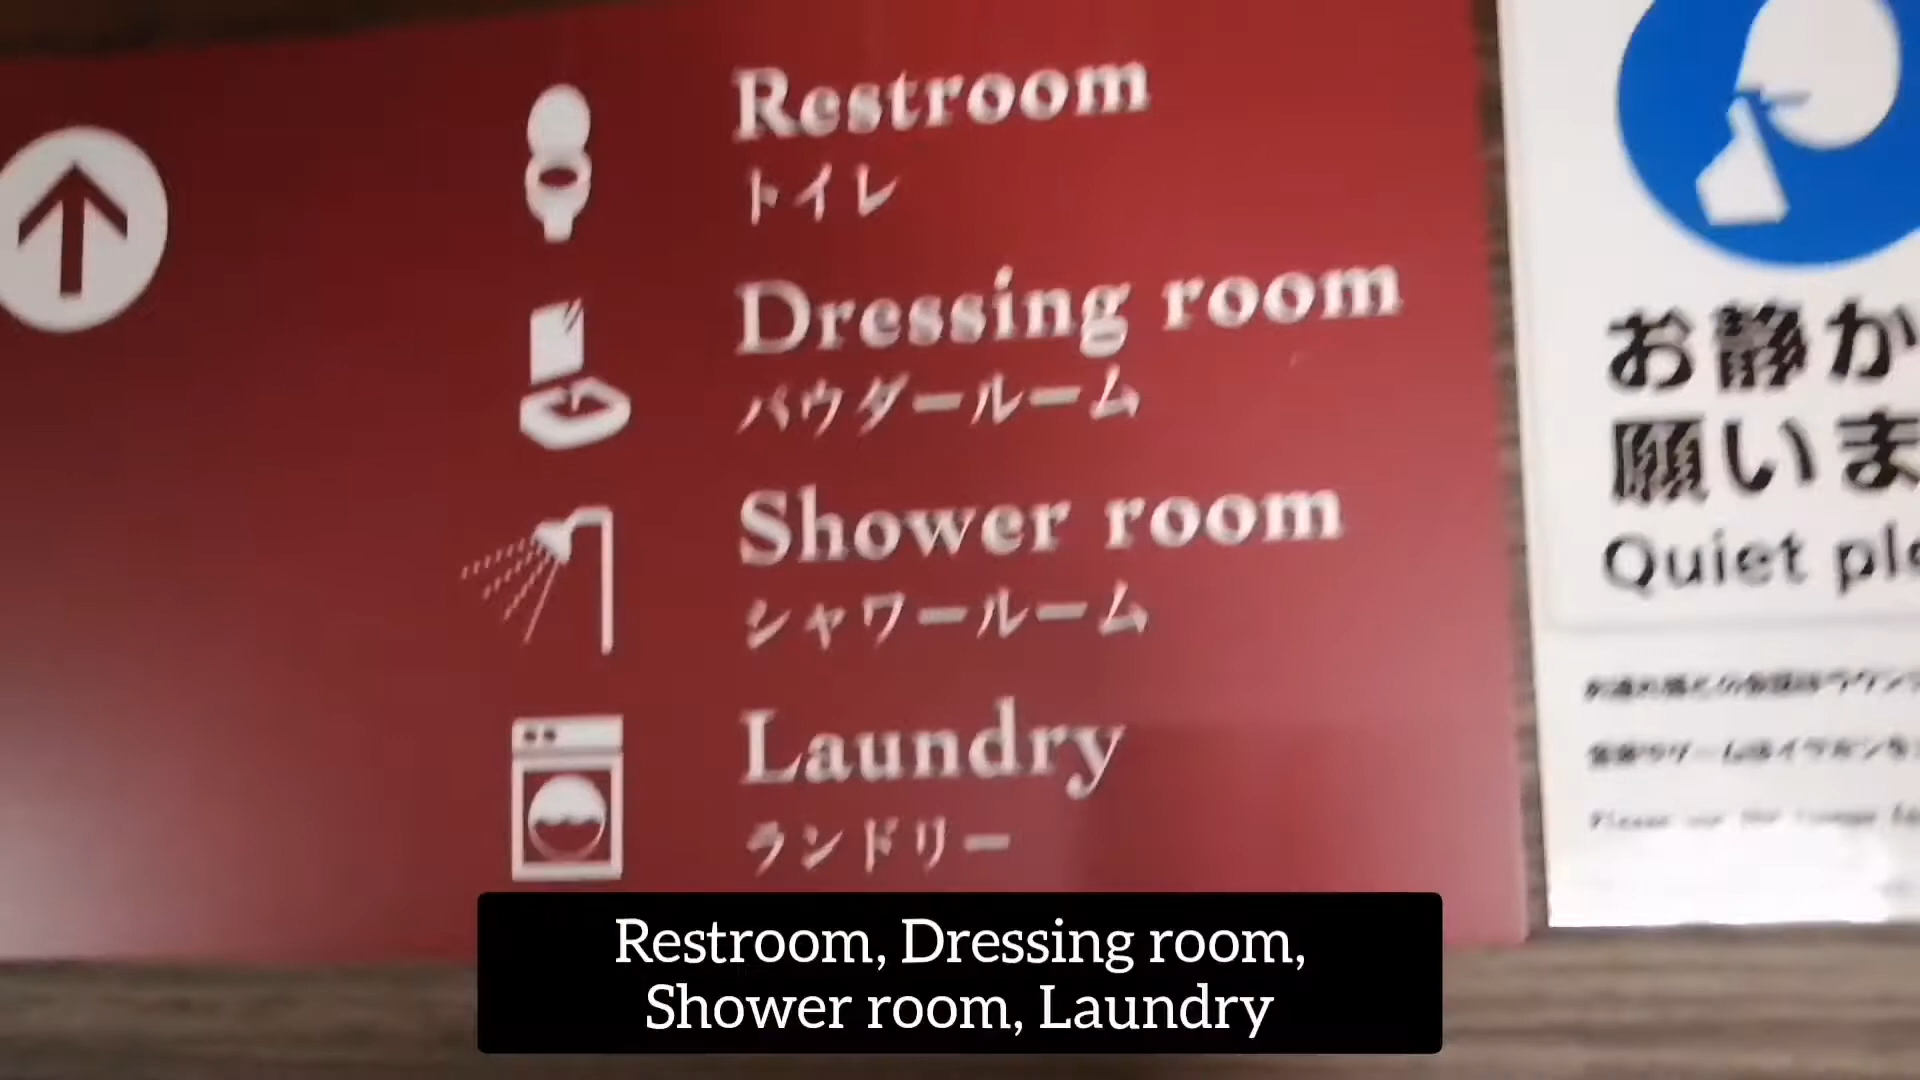 Restroom
トイレ
Dressing room
パウダールーム
Shower room
シャワールーム
Laundry
ランドリー
お静か
願いま
Quiet ple
Restroom, Dressing room,
Shower room, Laundry